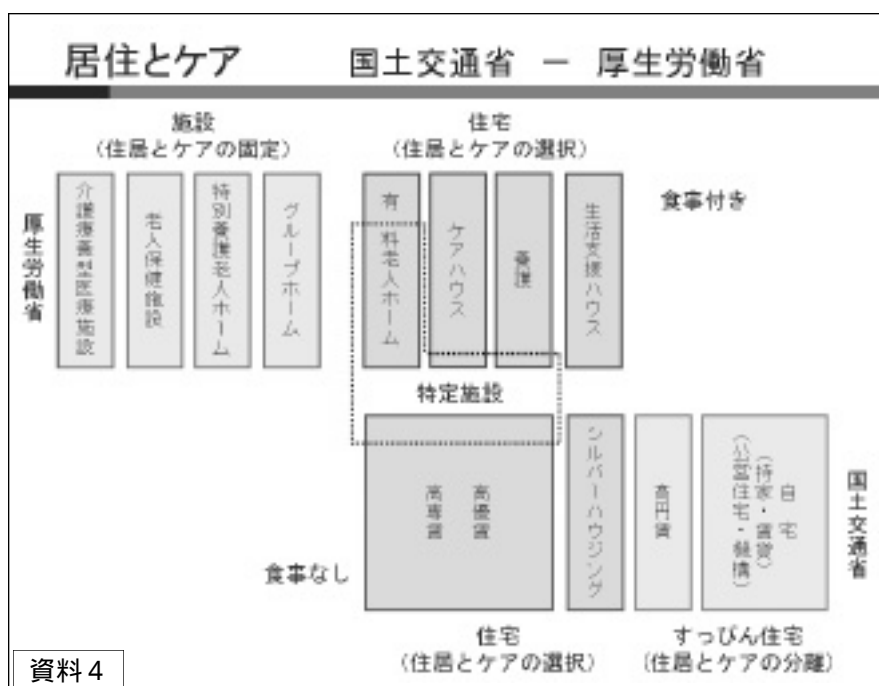 居住とケア 国土交通省 － 厚生労働省
施設
(住居とケアの固定)
住宅
(住居とケアの選択)
食事付き
厚生労働省
介護療養型医療施設
老人保健施設
特別養護老人ホーム
グループホーム
有料老人ホーム
ケアハウス
養護
生活支援ハウス
特定施設
高専賃
高優賃
シルバーハウジング
高円賃
自宅
(持家・賃貸)
(公営住宅・機構)
国土交通省
食事なし
住宅
(住居とケアの選択)
すっぴん住宅
(住居とケアの分離)
資料4